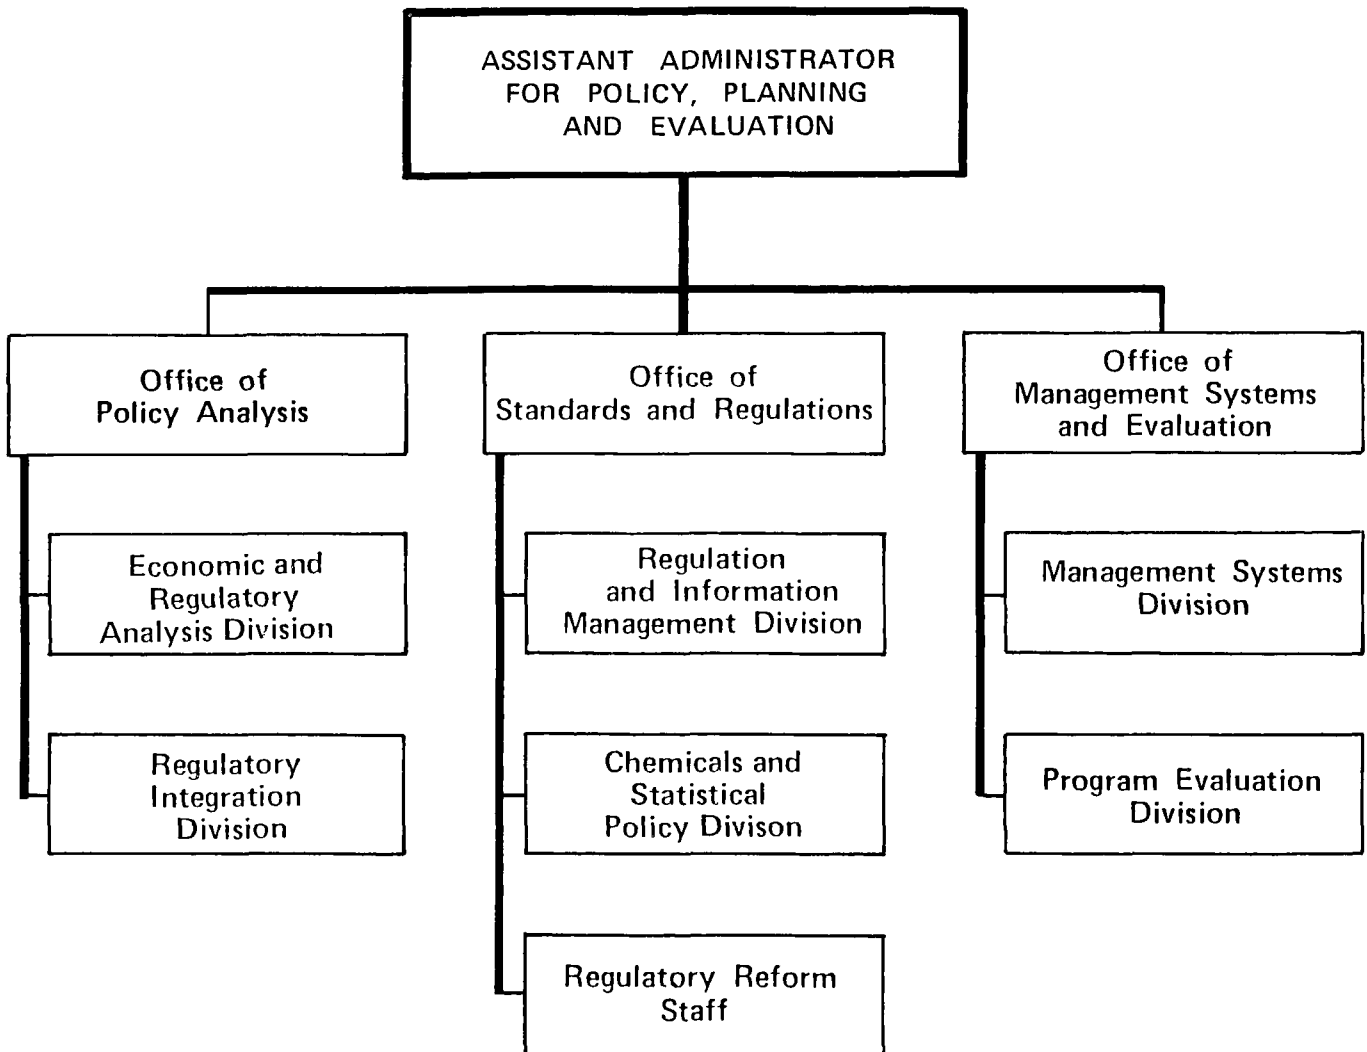 ASSISTANT ADMINISTRATOR
FOR POLICY, PLANNING
AND EVALUATION
Office of
Policy Analysis
Office of
Standards and Regulations
Office of
Management Systems
and Evaluation
Economic and
Regulatory
Analysis Division
Regulation
and Information
Management Division
Management Systems
Division
Regulatory
Integration
Division
Chemicals and
Statistical
Policy Divison
Program Evaluation
Division
Regulatory Reform
Staff